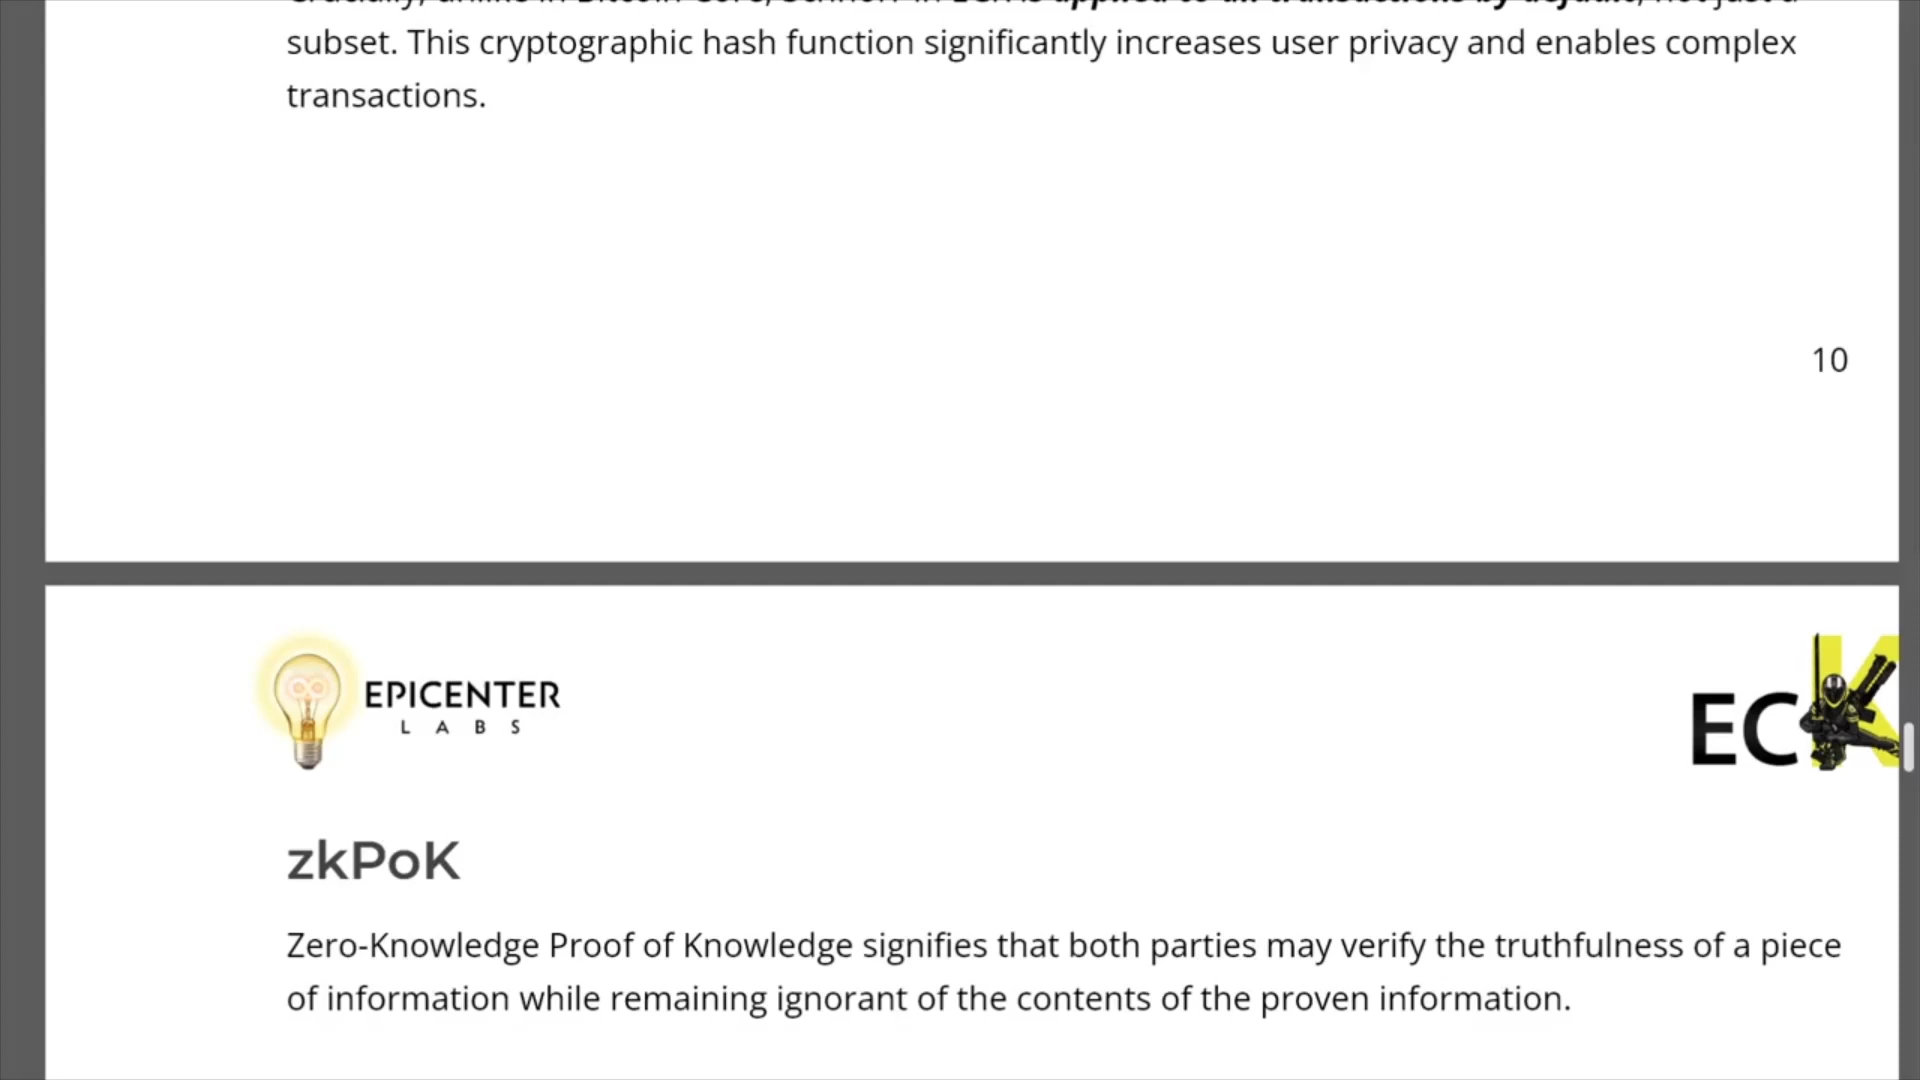 subset. This cryptographic hash function significantly increases user privacy and enables complex
transactions.
10
EPICENTER
LABS
ECK
zkPoK
Zero-Knowledge Proof of Knowledge signifies that both parties may verify the truthfulness of a piece
of information while remaining ignorant of the contents of the proven information.